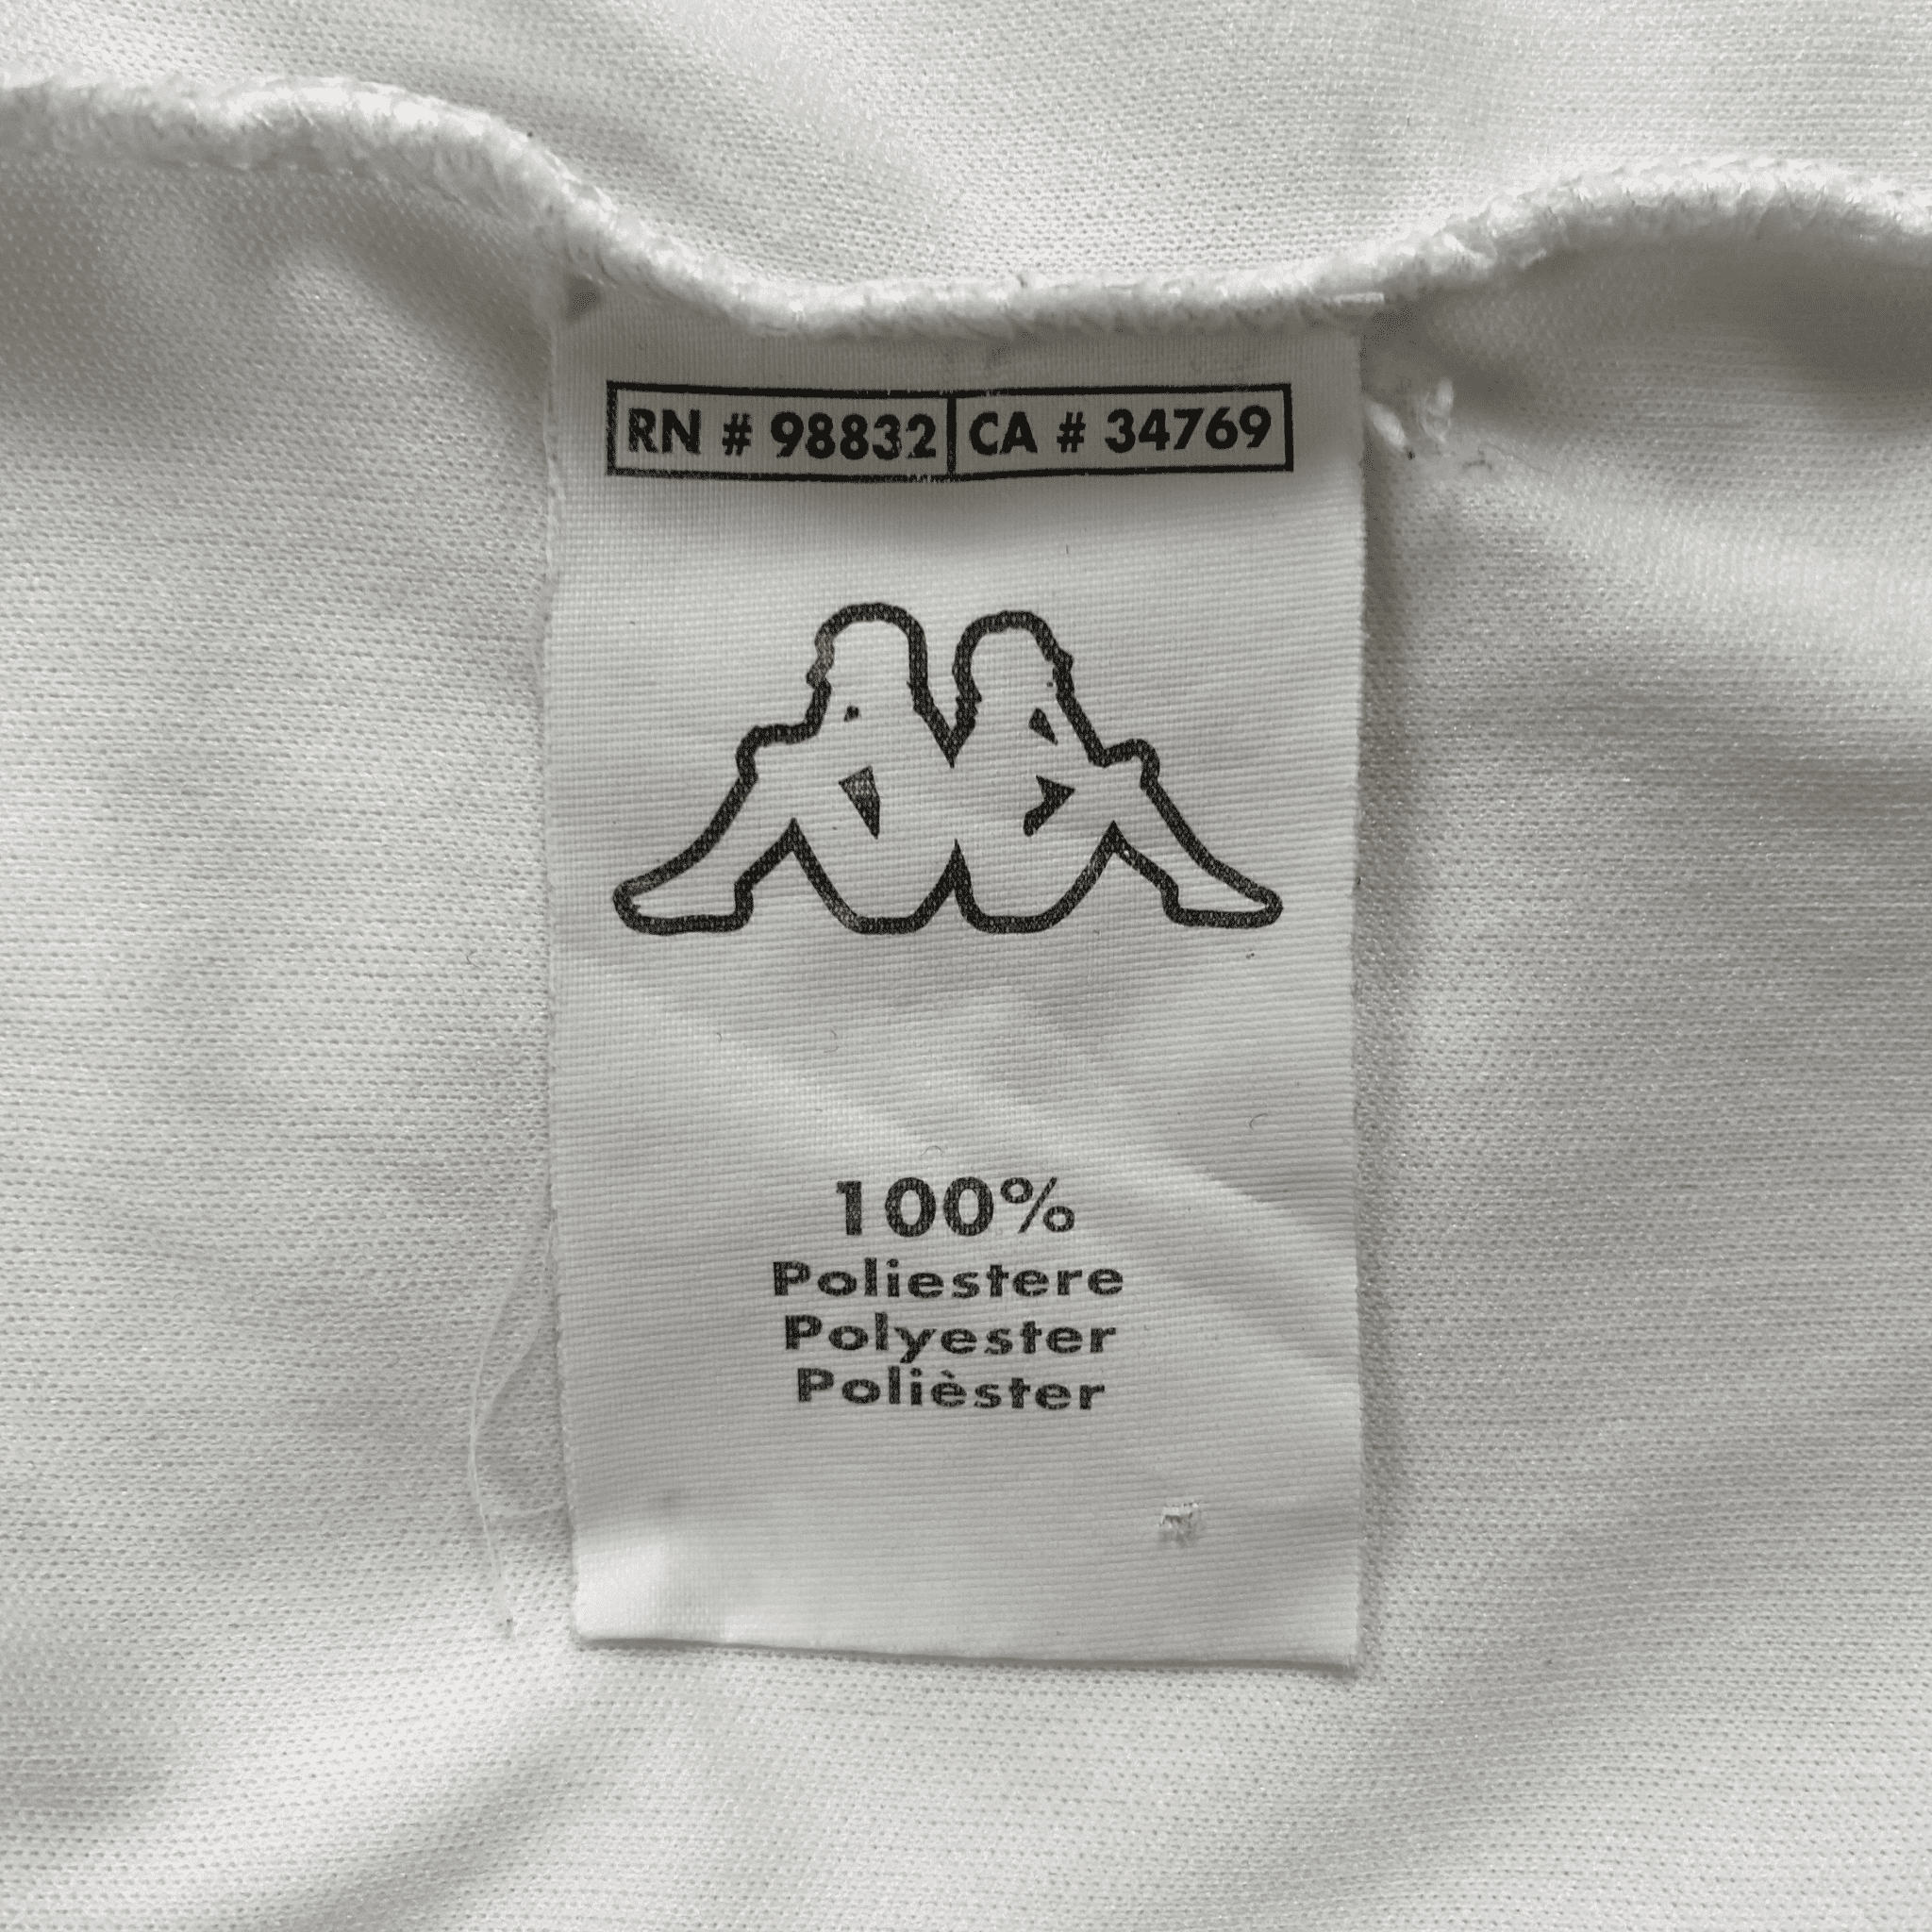 RN # 98832 CA # 34769
100%
Poliestere
Polyester
Polièster